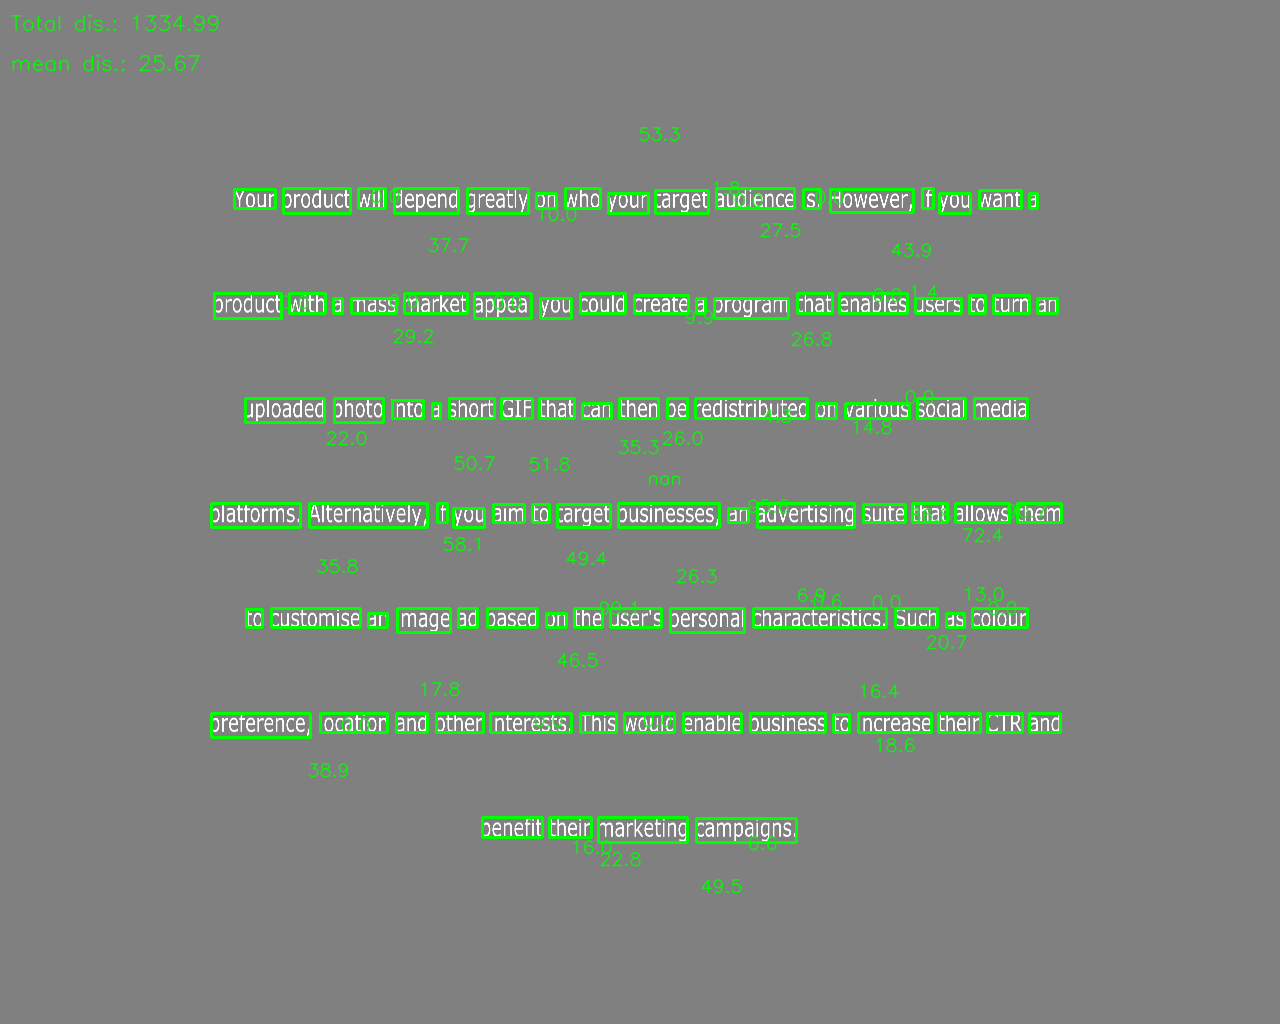 Total dis.: 1334.99
mean dis.: 25.67
53.3
Your product will depend greatly on who your target audience is. However, if you want a
10.0 27.5
37.7 43.9
product with a mass market appela you could create a program that enables users to turn an
29.2 26.8
uploaded photo into a short GIF that can then be redistributed on various social media
14.8
22.0 35.3 26.0
50.7 51.8
nan
platforms. Alternatively, if you aim to target businesses, an advertising suite that allows them
58.1 72.4
35.8 49.4
26.3
13.0
to customise an image ad based on the user's personal characteristics. Such as colour
46.5 20.7
17.8 16.4
preference, location and other interests. This would enable business to increase their CTR and
38.9 18.6
benefit their marketing campaigns.
16.0 22.8 6.6
49.5